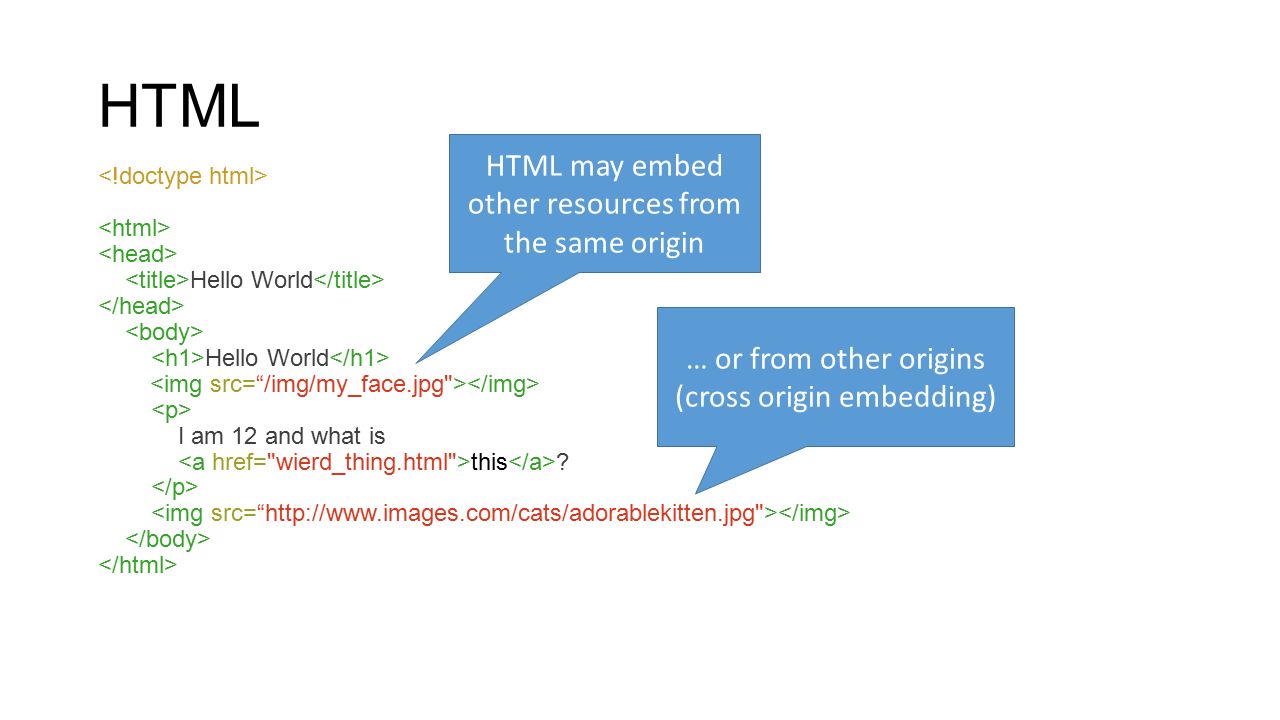 HTML
<!doctype html>
<html>
<head>
<title>Hello World</title>
</head>
<body>
<h1>Hello World</h1>
<img src=“/img/my_face.jpg"></img>
<p>
I am 12 and what is
<a href="wierd_thing.html">this</a>?
</p>
<img src=“http://www.images.com/cats/adorablekitten.jpg"></img>
</body>
</html>
HTML may embed
other resources from
the same origin
… or from other origins
(cross origin embedding)